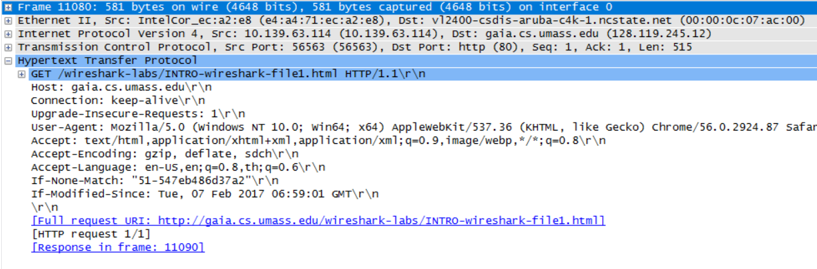 Frame 11080: 581 bytes on wire (4648 bits), 581 bytes captured (4648 bits) on interface 0
Ethernet II, Src: IntelCor_ec:a2:e8 (e4:a4:71:ec:a2:e8), Dst: vl2400-csdis-aruba-c4k-1.ncstate.net (00:00:0c:07:ac:00)
Internet Protocol Version 4, Src: 10.139.63.114 (10.139.63.114), Dst: gaia.cs.umass.edu (128.119.245.12)
Transmission Control Protocol, Src Port: 56563 (56563), Dst Port: http (80), Seq: 1, Ack: 1, Len: 515
Hypertext Transfer Protocol
GET /wireshark-labs/INTRO-wireshark-file1.html HTTP/1.1\r\n
Host: gaia.cs.umass.edu\r\n
Connection: keep-alive\r\n
Upgrade-Insecure-Requests: 1\r\n
User-Agent: Mozilla/5.0 (Windows NT 10.0; Win64; x64) AppleWebKit/537.36 (KHTML, like Gecko) Chrome/56.0.2924.87 Safar
Accept: text/html,application/xhtml+xml,application/xml;q=0.9,image/webp,*/*;q=0.8\r\n
Accept-Encoding: gzip, deflate, sdch\r\n
Accept-Language: en-US,en;q=0.8,th;q=0.6\r\n
If-None-Match: "51-547eb486d37a2"\r\n
If-Modified-Since: Tue, 07 Feb 2017 06:59:01 GMT\r\n
\r\n
[Full request URI: http://gaia.cs.umass.edu/wireshark-labs/INTRO-wireshark-file1.html]
[HTTP request 1/1]
[Response in frame: 11090]